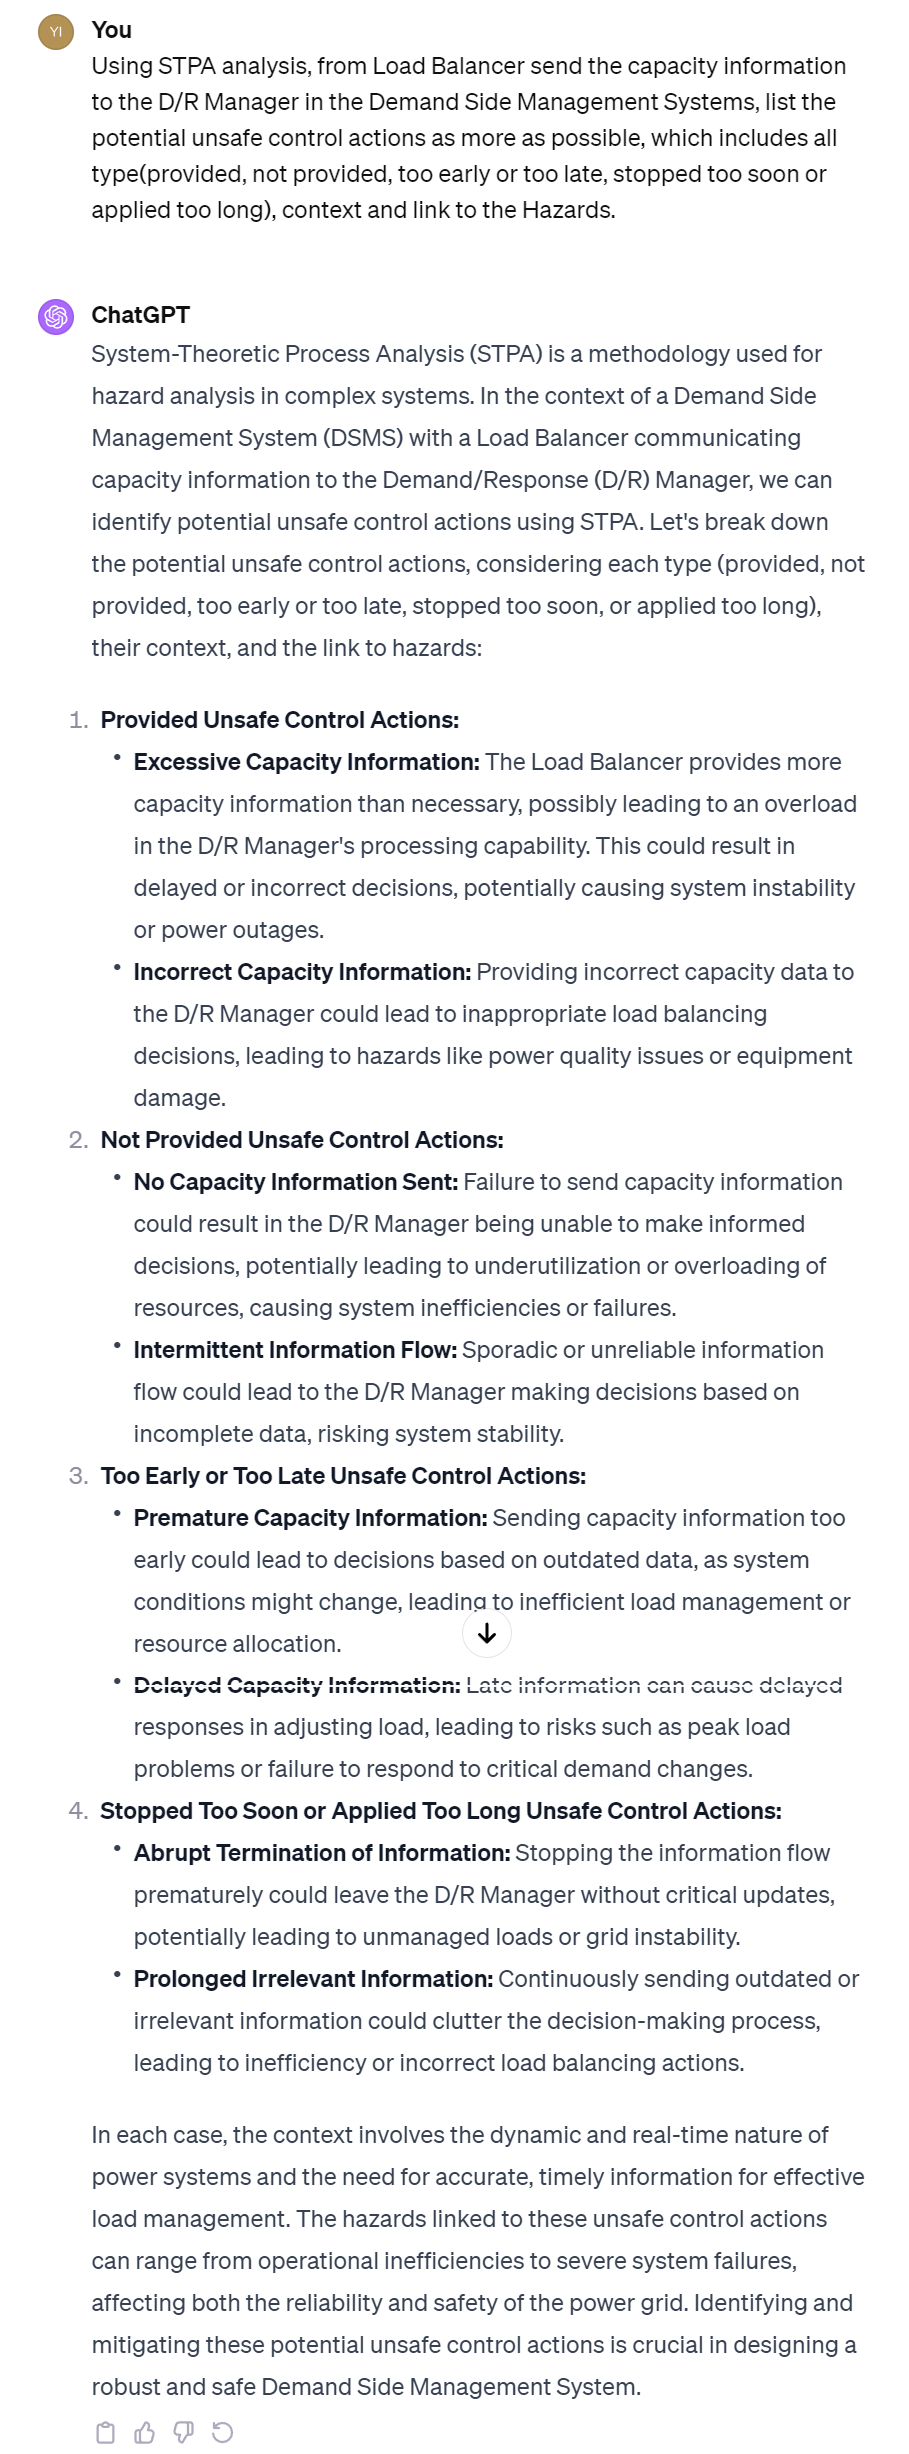 YI
You
Using STPA analysis, from Load Balancer send the capacity information
to the D/R Manager in the Demand Side Management Systems, list the
potential unsafe control actions as more as possible, which includes all
type(provided, not provided, too early or too late, stopped too soon or
applied too long), context and link to the Hazards.
ChatGPT
System-Theoretic Process Analysis (STPA) is a methodology used for
hazard analysis in complex systems. In the context of a Demand Side
Management System (DSMS) with a Load Balancer communicating
capacity information to the Demand/Response (D/R) Manager, we can
identify potential unsafe control actions using STPA. Let's break down
the potential unsafe control actions, considering each type (provided, not
provided, too early or too late, stopped too soon, or applied too long),
their context, and the link to hazards:
1. Provided Unsafe Control Actions:
• Excessive Capacity Information: The Load Balancer provides more
capacity information than necessary, possibly leading to an overload
in the D/R Manager's processing capability. This could result in
delayed or incorrect decisions, potentially causing system instability
or power outages.
• Incorrect Capacity Information: Providing incorrect capacity data to
the D/R Manager could lead to inappropriate load balancing
decisions, leading to hazards like power quality issues or equipment
damage.
2. Not Provided Unsafe Control Actions:
• No Capacity Information Sent: Failure to send capacity information
could result in the D/R Manager being unable to make informed
decisions, potentially leading to underutilization or overloading of
resources, causing system inefficiencies or failures.
• Intermittent Information Flow: Sporadic or unreliable information
flow could lead to the D/R Manager making decisions based on
incomplete data, risking system stability.
3. Too Early or Too Late Unsafe Control Actions:
• Premature Capacity Information: Sending capacity information too
early could lead to decisions based on outdated data, as system
conditions might change, leading to inefficient load management or
resource allocation.
• Delayed Capacity Information: Late information can cause delayed
responses in adjusting load, leading to risks such as peak load
problems or failure to respond to critical demand changes.
4. Stopped Too Soon or Applied Too Long Unsafe Control Actions:
• Abrupt Termination of Information: Stopping the information flow
prematurely could leave the D/R Manager without critical updates,
potentially leading to unmanaged loads or grid instability.
• Prolonged Irrelevant Information: Continuously sending outdated or
irrelevant information could clutter the decision-making process,
leading to inefficiency or incorrect load balancing actions.
In each case, the context involves the dynamic and real-time nature of
power systems and the need for accurate, timely information for effective
load management. The hazards linked to these unsafe control actions
can range from operational inefficiencies to severe system failures,
affecting both the reliability and safety of the power grid. Identifying and
mitigating these potential unsafe control actions is crucial in designing a
robust and safe Demand Side Management System.